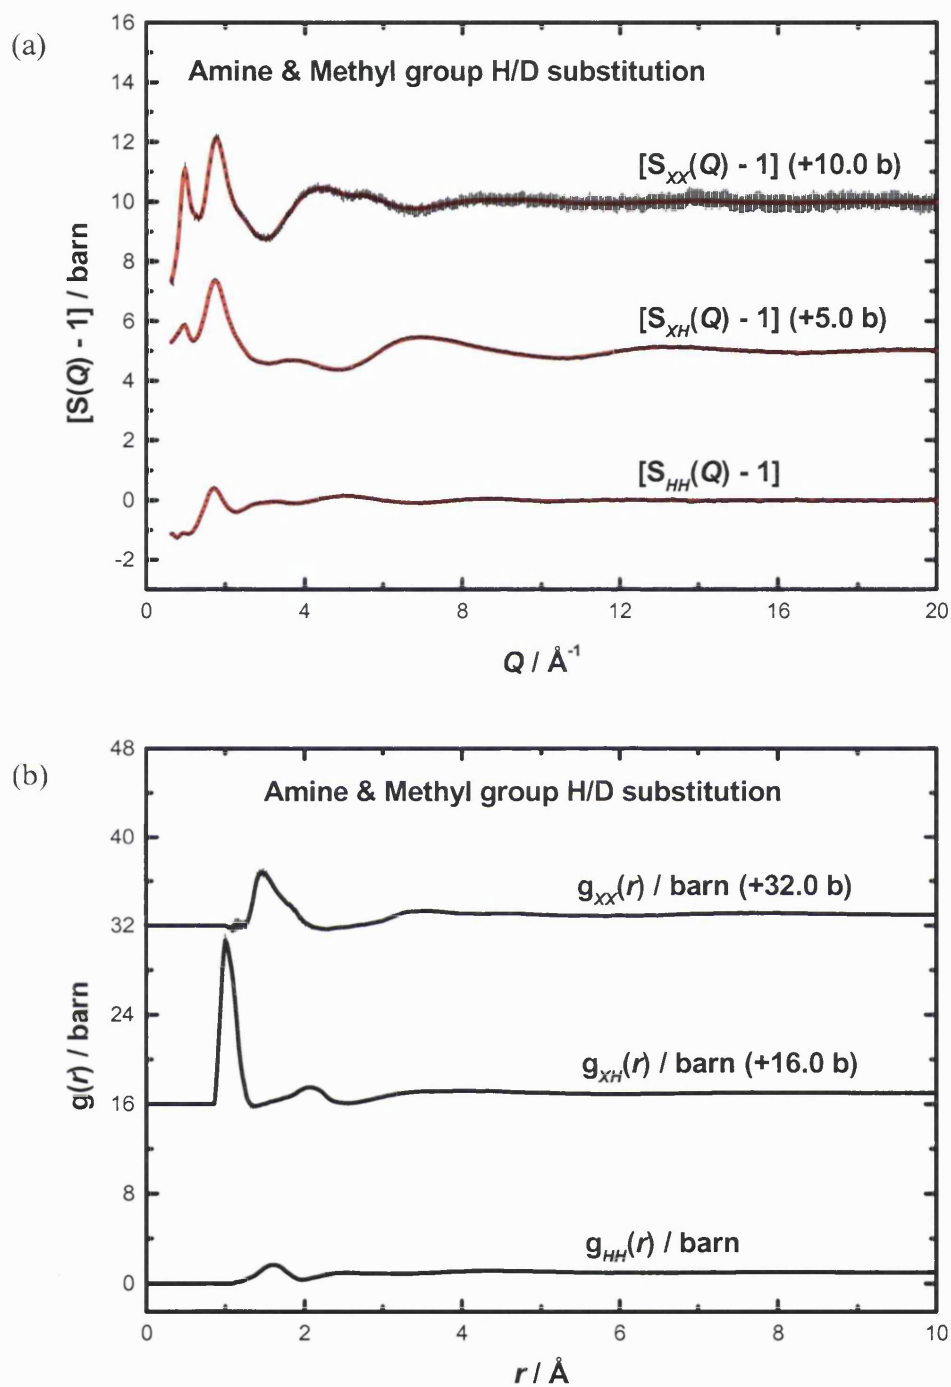 (a)
16
14
12
10
8
6
4
2
0
-2
[S(Q) - 1] / barn
Amine & Methyl group H/D substitution
[S_XX(Q) - 1] (+10.0 b)
[S_XH(Q) - 1] (+5.0 b)
[S_HH(Q) - 1]
0 4 8 12 16 20
Q / Å⁻¹
(b)
48
40
32
24
16
8
0
g(r) / barn
Amine & Methyl group H/D substitution
g_XX(r) / barn (+32.0 b)
g_XH(r) / barn (+16.0 b)
g_HH(r) / barn
0 2 4 6 8 10
r / Å